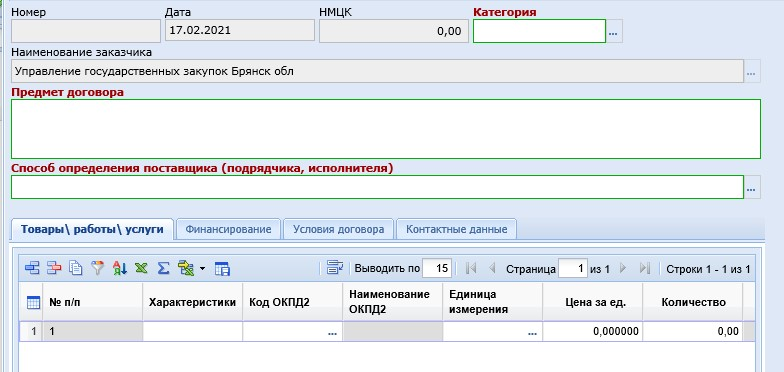 Номер Дата НМЦК Категория
17.02.2021 0,00 ...
Наименование заказчика
Управление государственных закупок Брянск обл ...
Предмет договора
Способ определения поставщика (подрядчика, исполнителя)
...
Товары\ работы\ услуги Финансирование Условия договора Контактные данные
Выводить по 15 Страница 1 из 1 Строки 1 - 1 из 1
№ п/п Характеристики Код ОКПД2 Наименование ОКПД2 Единица измерения Цена за ед. Количество
1 1 ... ... 0,000000 0,00